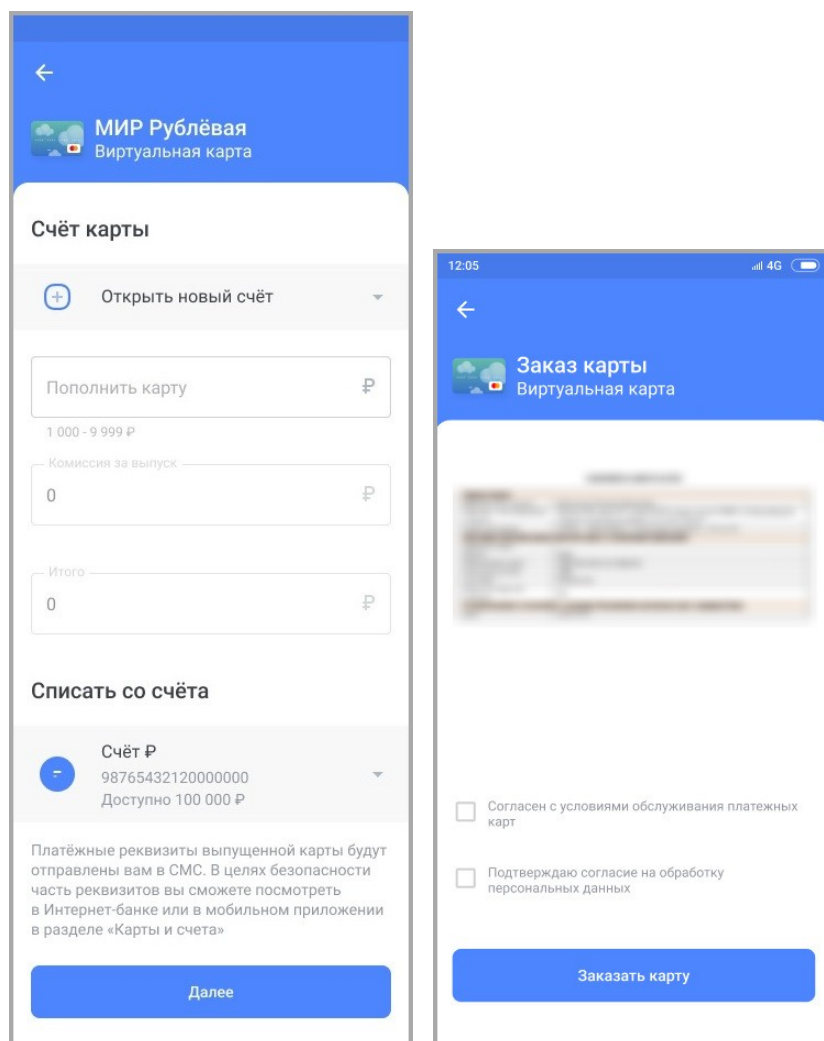 МИР Рублёвая
Виртуальная карта
Счёт карты
Открыть новый счёт
Пополнить карту ₽
1 000 - 9 999 ₽
Комиссия за выпуск
0 ₽
Итого
0 ₽
Списать со счёта
Счёт ₽
98765432120000000
Доступно 100 000 ₽
Платёжные реквизиты выпущенной карты будут
отправлены вам в СМС. В целях безопасности
часть реквизитов вы сможете посмотреть
в Интернет-банке или в мобильном приложении
в разделе «Карты и счета»
Далее
12:05 4G
Заказ карты
Виртуальная карта
Согласен с условиями обслуживания платежных
карт
Подтверждаю согласие на обработку
персональных данных
Заказать карту